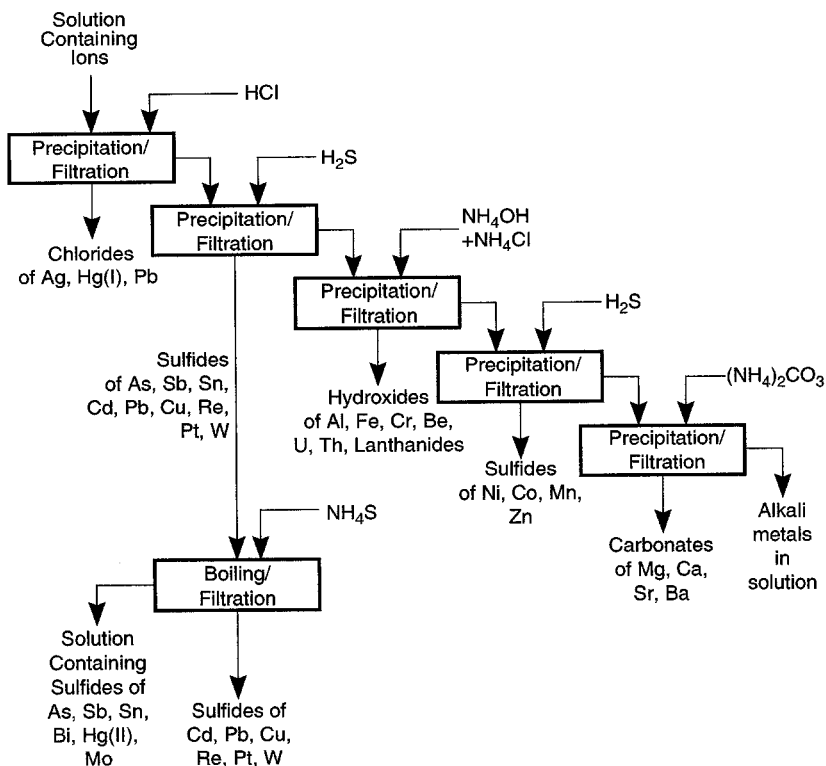 Solution
Containing
Ions
HCl
Precipitation/
Filtration
H₂S
Chlorides
of Ag, Hg(I), Pb
Precipitation/
Filtration
NH₄OH
+NH₄Cl
Precipitation/
Filtration
H₂S
Sulfides
of As, Sb, Sn,
Cd, Pb, Cu, Re,
Pt, W
Hydroxides
of Al, Fe, Cr, Be,
U, Th, Lanthanides
Precipitation/
Filtration
(NH₄)₂CO₃
Sulfides
of Ni, Co, Mn,
Zn
Precipitation/
Filtration
Carbonates
of Mg, Ca,
Sr, Ba
Alkali
metals
in
solution
NH₄S
Boiling/
Filtration
Solution
Containing
Sulfides of
As, Sb, Sn,
Bi, Hg(II),
Mo
Sulfides of
Cd, Pb, Cu,
Re, Pt, W